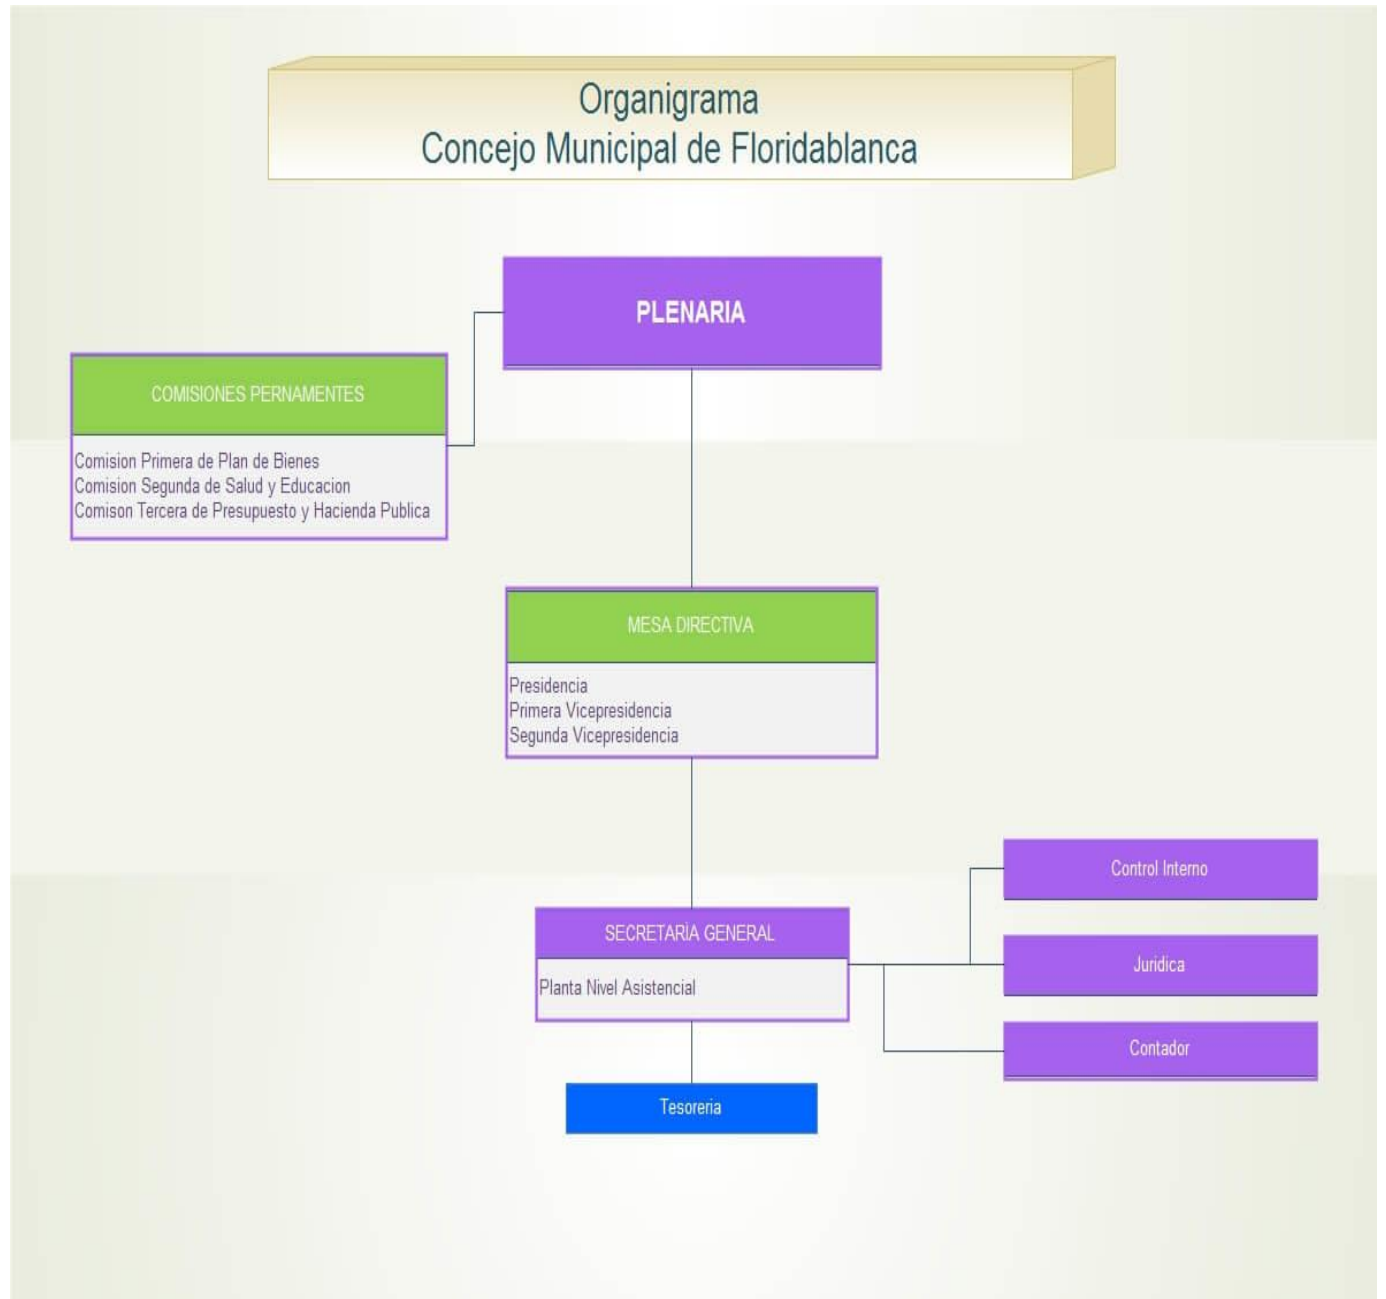 Organigrama
Concejo Municipal de Floridablanca
PLENARIA
COMISIONES PERNAMENTES
Comision Primera de Plan de Bienes
Comision Segunda de Salud y Educacion
Comison Tercera de Presupuesto y Hacienda Publica
MESA DIRECTIVA
Presidencia
Primera Vicepresidencia
Segunda Vicepresidencia
SECRETARÍA GENERAL
Planta Nivel Asistencial
Control Interno
Juridica
Contador
Tesoreria